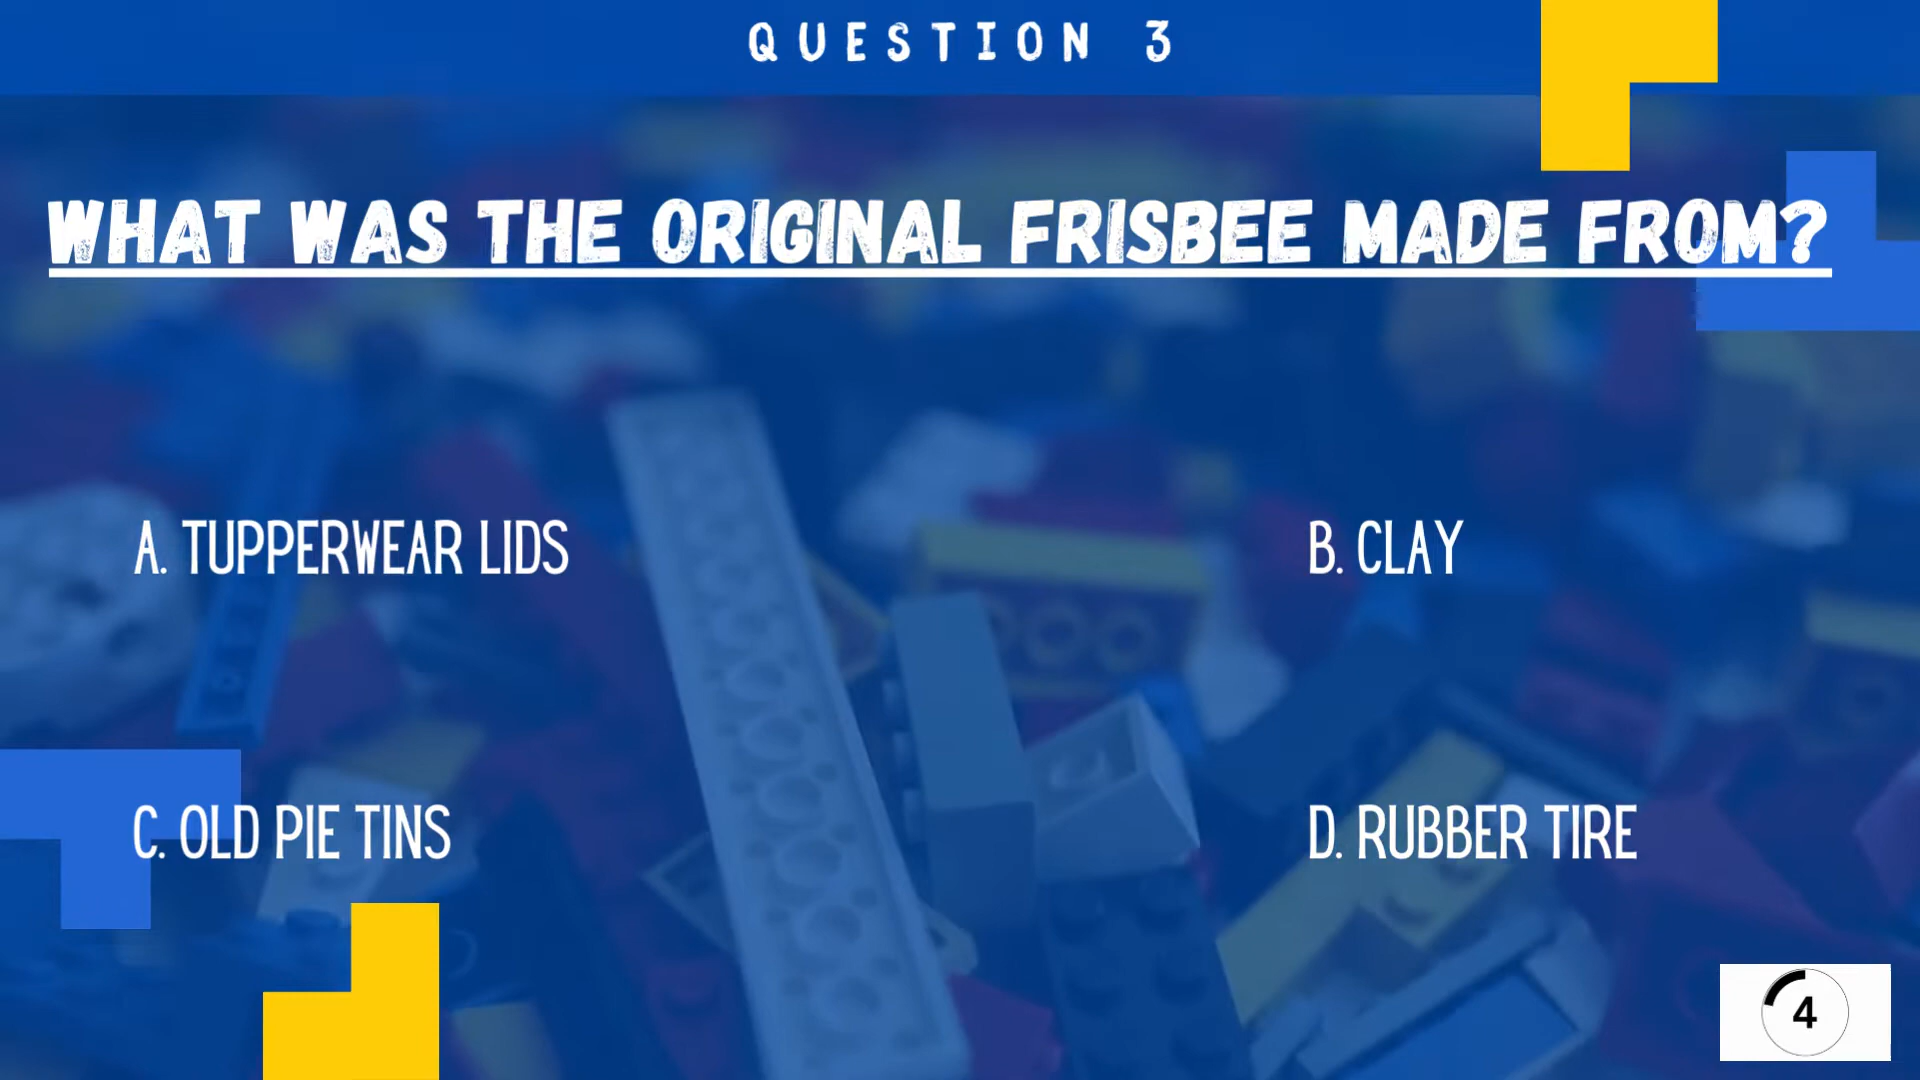 QUESTION 3
WHAT WAS THE ORIGINAL FRISBEE MADE FROM?
A. TUPPERWEAR LIDS
B. CLAY
C. OLD PIE TINS
D. RUBBER TIRE
4